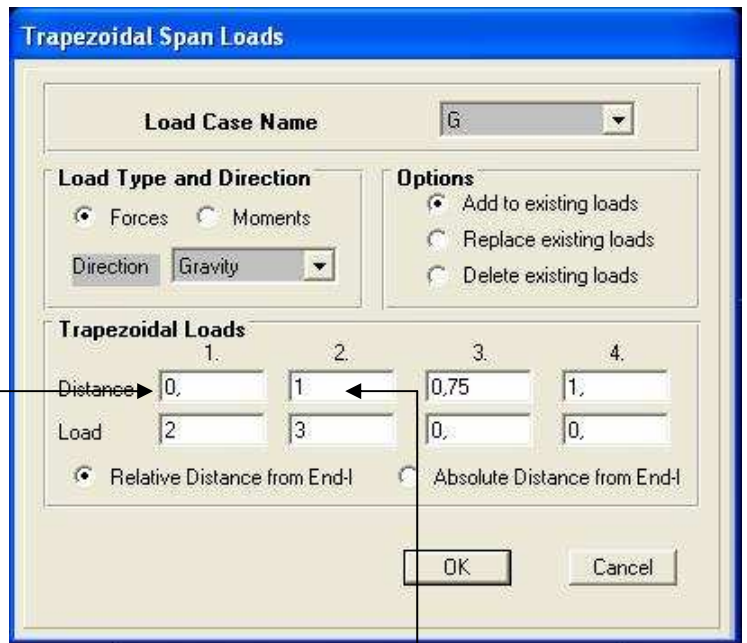 Trapezoidal Span Loads
Load Case Name G
Load Type and Direction
Forces Moments
Direction Gravity
Options
Add to existing loads
Replace existing loads
Delete existing loads
Trapezoidal Loads
1. 2. 3. 4.
Distance 0, 1 0,75 1,
Load 2 3 0, 0,
Relative Distance from End-I Absolute Distance from End-I
OK Cancel